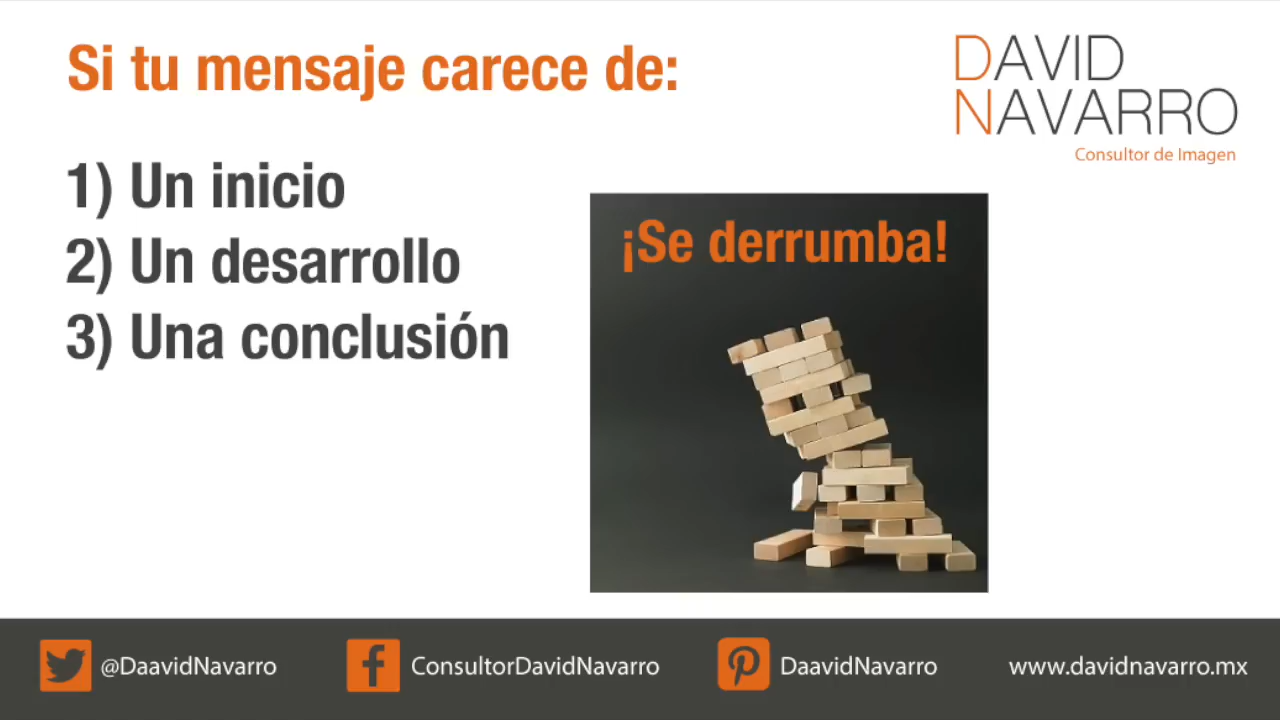 Si tu mensaje carece de:
DAVID
NAVARRO
Consultor de Imagen
1) Un inicio
2) Un desarrollo
3) Una conclusión
¡Se derrumba!
@DaavidNavarro
ConsultorDavidNavarro
DaavidNavarro
www.davidnavarro.mx